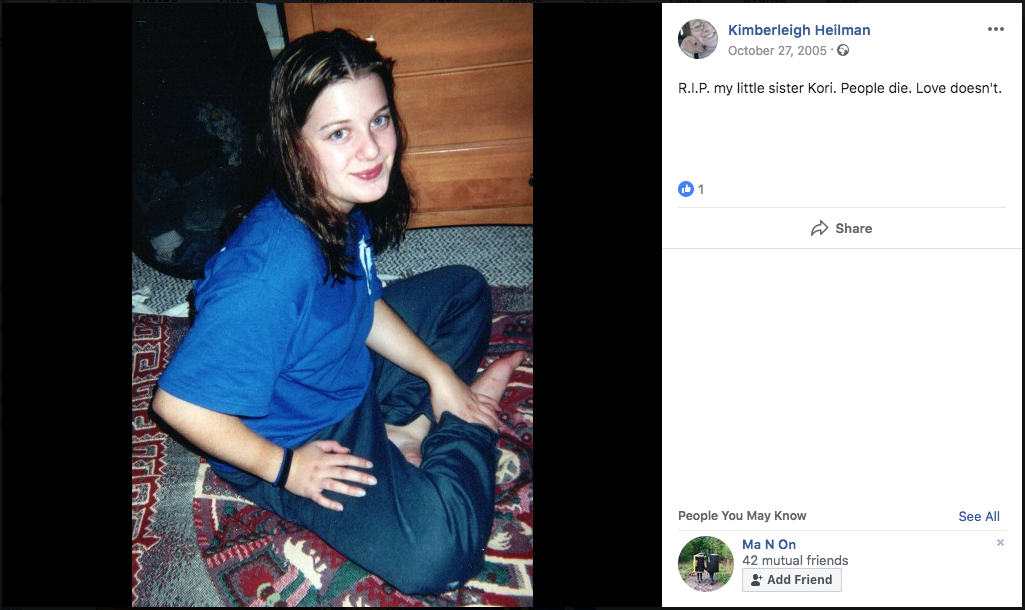 Kimberleigh Heilman
October 27, 2005 ·
R.I.P. my little sister Kori. People die. Love doesn't.
1
Share
People You May Know
See All
Ma N On
42 mutual friends
Add Friend